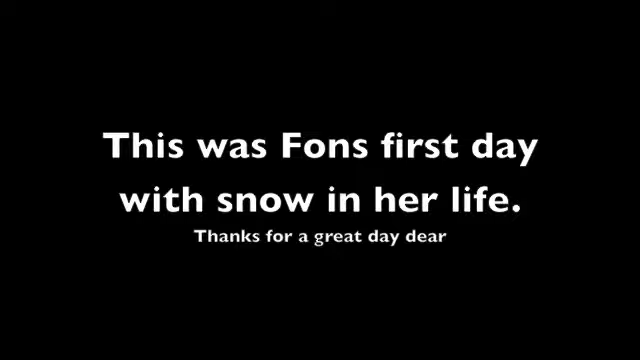 This was Fons first day
with snow in her life.
Thanks for a great day dear